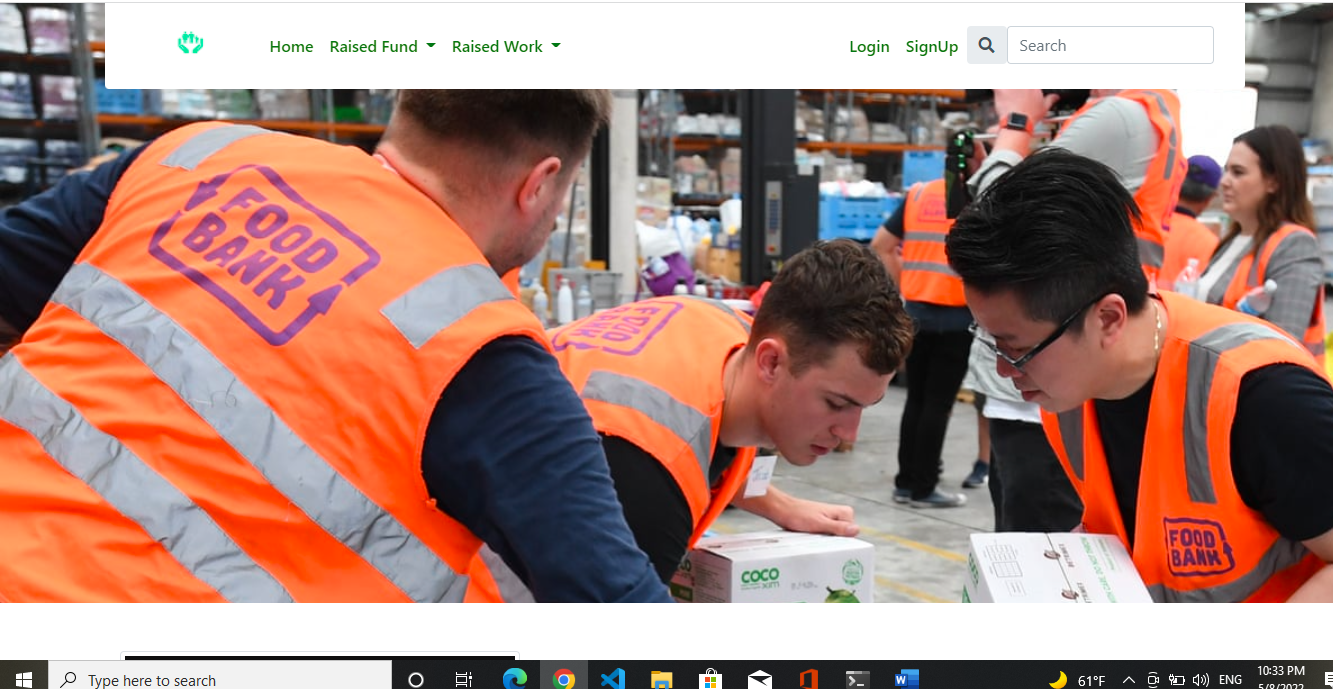 Home Raised Fund Raised Work Login SignUp Search
FOOD
BANK
FOOD
BANK
COCO
FOOD
BANK
Type here to search
61°F ENG 10:33 PM
5/8/2022